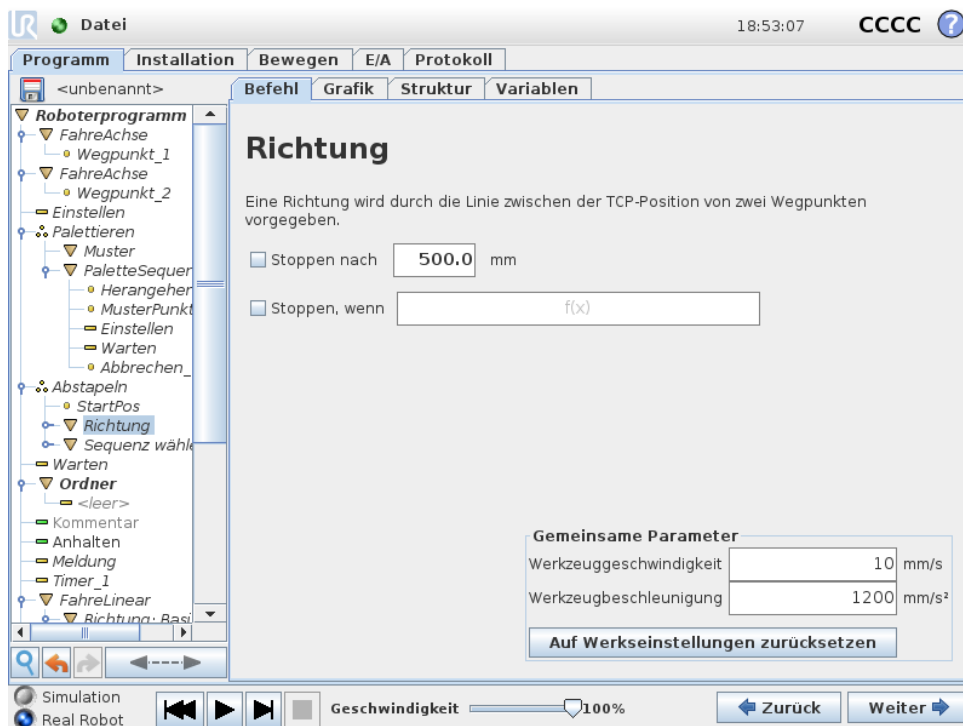 UR Datei 18:53:07 CCCC ?
Programm Installation Bewegen E/A Protokoll
<unbenannt>
Befehl Grafik Struktur Variablen
Roboterprogramm
FahreAchse
Wegpunkt_1
FahreAchse
Wegpunkt_2
Einstellen
Palettieren
Muster
PaletteSequer
Herangeher
MusterPunkt
Einstellen
Warten
Abbrechen_
Abstapeln
StartPos
Richtung
Sequenz wähle
Warten
Ordner
<leer>
Kommentar
Anhalten
Meldung
Timer_1
FahreLinear
Richtung: Basi
Richtung
Eine Richtung wird durch die Linie zwischen der TCP-Position von zwei Wegpunkten
vorgegeben.
Stoppen nach 500.0 mm
Stoppen, wenn f(x)
Gemeinsame Parameter
Werkzeuggeschwindigkeit 10 mm/s
Werkzeugbeschleunigung 1200 mm/s²
Auf Werkseinstellungen zurücksetzen
Simulation
Real Robot
Geschwindigkeit 100%
Zurück Weiter